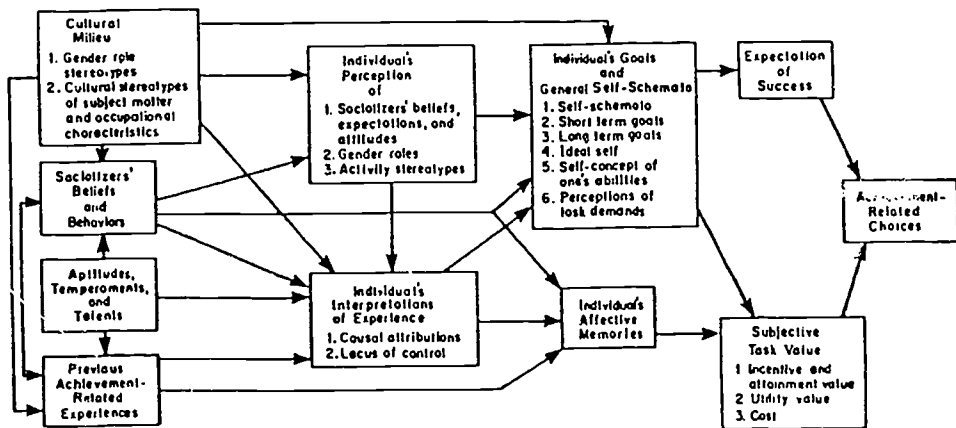 Cultural
Milieu
1. Gender role
stereotypes
2. Cultural stereotypes
of subject matter
and occupational
characteristics
Socializers'
Beliefs
and
Behaviors
Aptitudes,
Temperaments,
and
Talents
Previous
Achievement-
Related
Experiences
Individual's
Perception
of
1. Socializers' beliefs,
expectations, and
attitudes
2. Gender roles
3. Activity stereotypes
Individual's
Interpretations
of Experience
1. Causal attributions
2. Locus of control
Individual's Goals
and
General Self-Schemata
1. Self-schemata
2. Short term goals
3. Long term goals
4. Ideal self
5. Self-concept of
one's abilities
6. Perceptions of
task demands
Individual's
Affective
Memories
Expectation
of
Success
Subjective
Task Value
1 Incentive and
attainment value
2 Utility value
3. Cost
Related
Choices